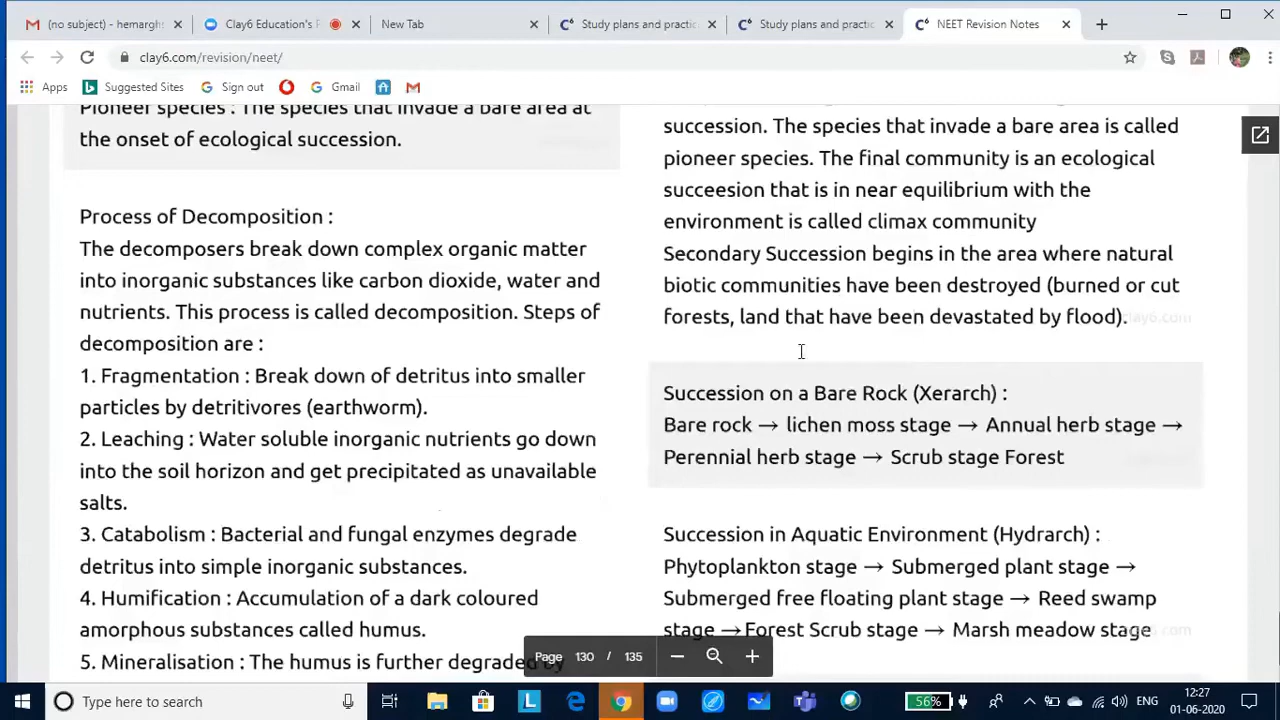 (no subject) - hemargh
Clay6 Education's P
New Tab
Study plans and practic
Study plans and practic
NEET Revision Notes
clay6.com/revision/neet/
Apps
Suggested Sites
Sign out
Gmail
Pioneer species : The species that invade a bare area at
the onset of ecological succession.
Process of Decomposition :
The decomposers break down complex organic matter
into inorganic substances like carbon dioxide, water and
nutrients. This process is called decomposition. Steps of
decomposition are :
1. Fragmentation : Break down of detritus into smaller
particles by detritivores (earthworm).
2. Leaching : Water soluble inorganic nutrients go down
into the soil horizon and get precipitated as unavailable
salts.
3. Catabolism : Bacterial and fungal enzymes degrade
detritus into simple inorganic substances.
4. Humification : Accumulation of a dark coloured
amorphous substances called humus.
5. Mineralisation : The humus is further degraded by
succession. The species that invade a bare area is called
pioneer species. The final community is an ecological
succeesion that is in near equilibrium with the
environment is called climax community
Secondary Succession begins in the area where natural
biotic communities have been destroyed (burned or cut
forests, land that have been devastated by flood).
clay6.com
Succession on a Bare Rock (Xerarch) :
Bare rock → lichen moss stage → Annual herb stage →
Perennial herb stage → Scrub stage Forest
Succession in Aquatic Environment (Hydrarch) :
Phytoplankton stage → Submerged plant stage →
Submerged free floating plant stage → Reed swamp
stage → Forest Scrub stage → Marsh meadow stage
Page 130 / 135
Type here to search
56%
ENG
12:27
01-06-2020